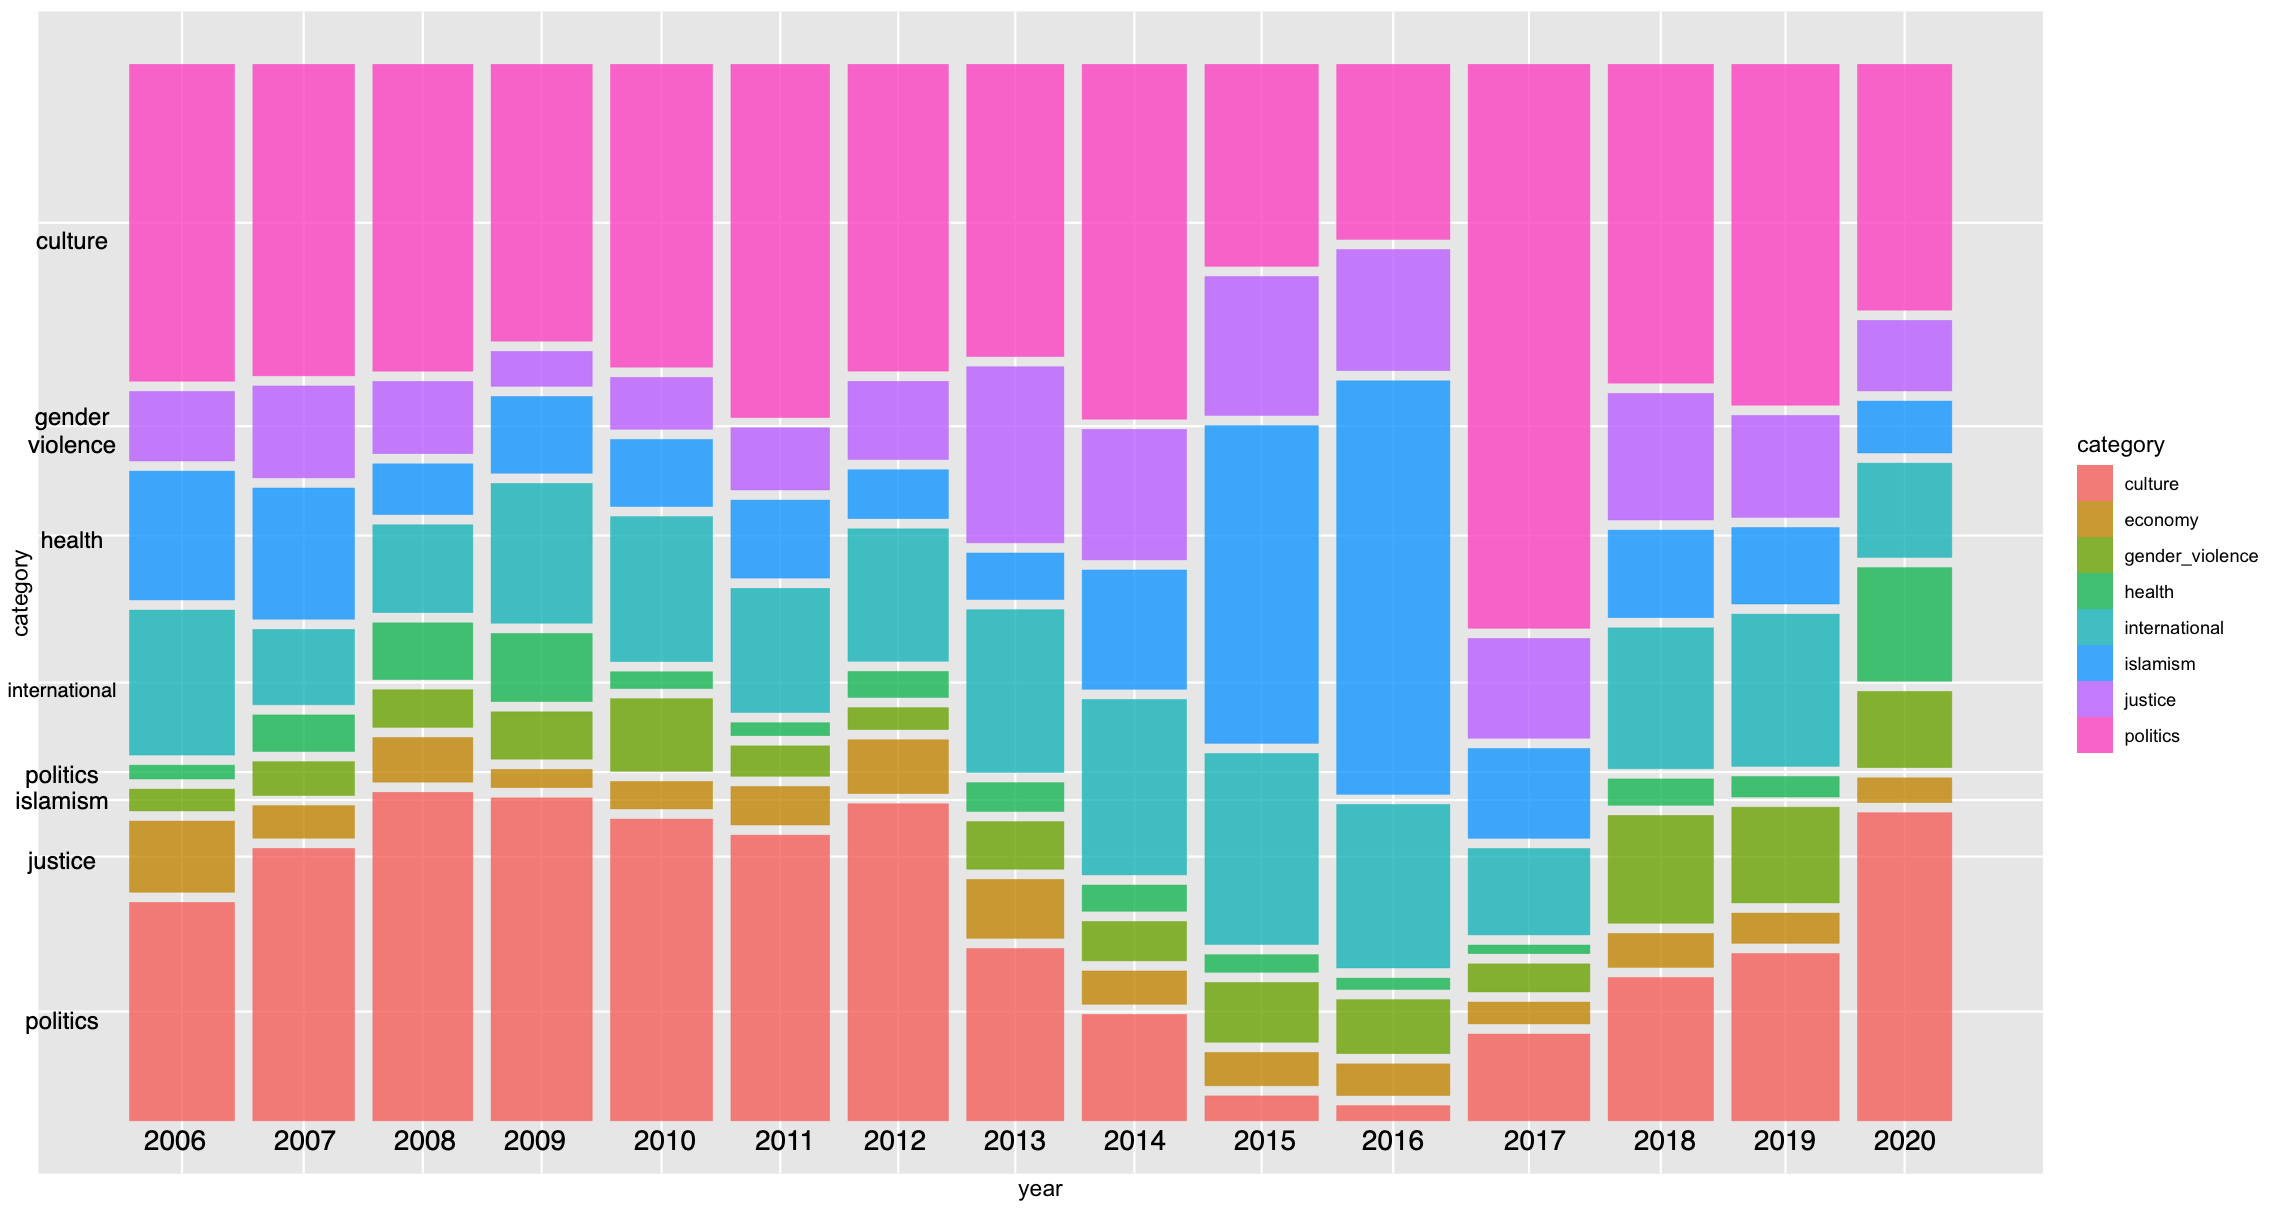 culture
gender
violence
health
category
international
politics
islamism
justice
politics
2006 2007 2008 2009 2010 2011 2012 2013 2014 2015 2016 2017 2018 2019 2020
year
category
culture
economy
gender_violence
health
international
islamism
justice
politics